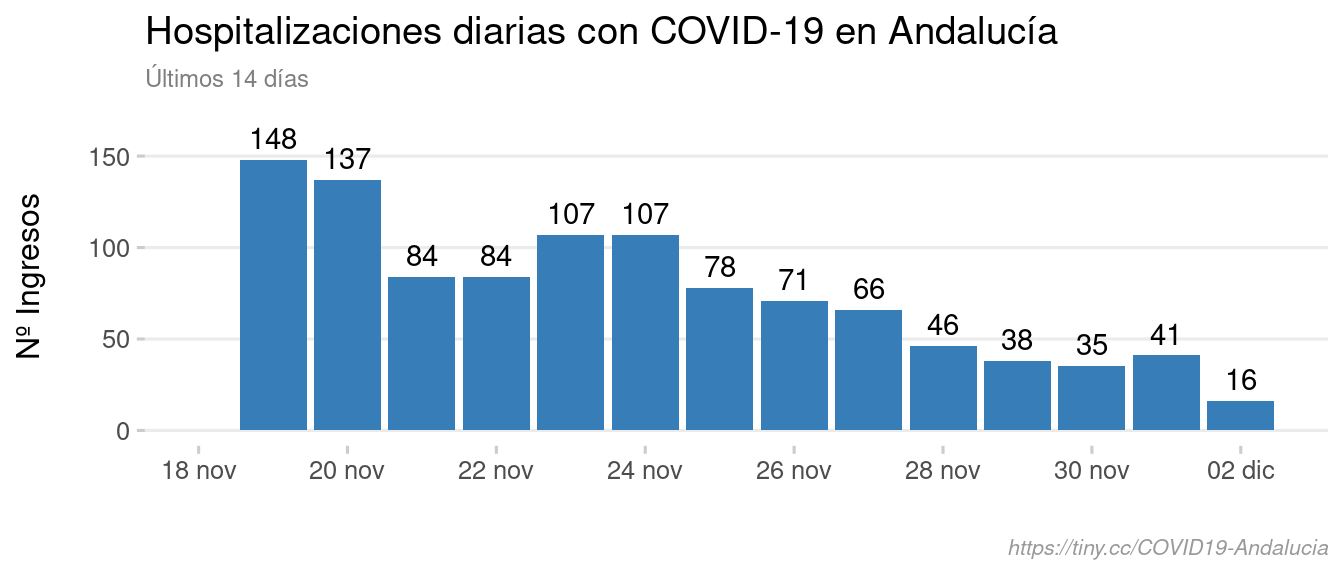 Hospitalizaciones diarias con COVID-19 en Andalucía
Últimos 14 días
Nº Ingresos
150
100
50
0
148
137
84
84
107
107
78
71
66
46
38
35
41
16
18 nov
20 nov
22 nov
24 nov
26 nov
28 nov
30 nov
02 dic
https://tiny.cc/COVID19-Andalucia